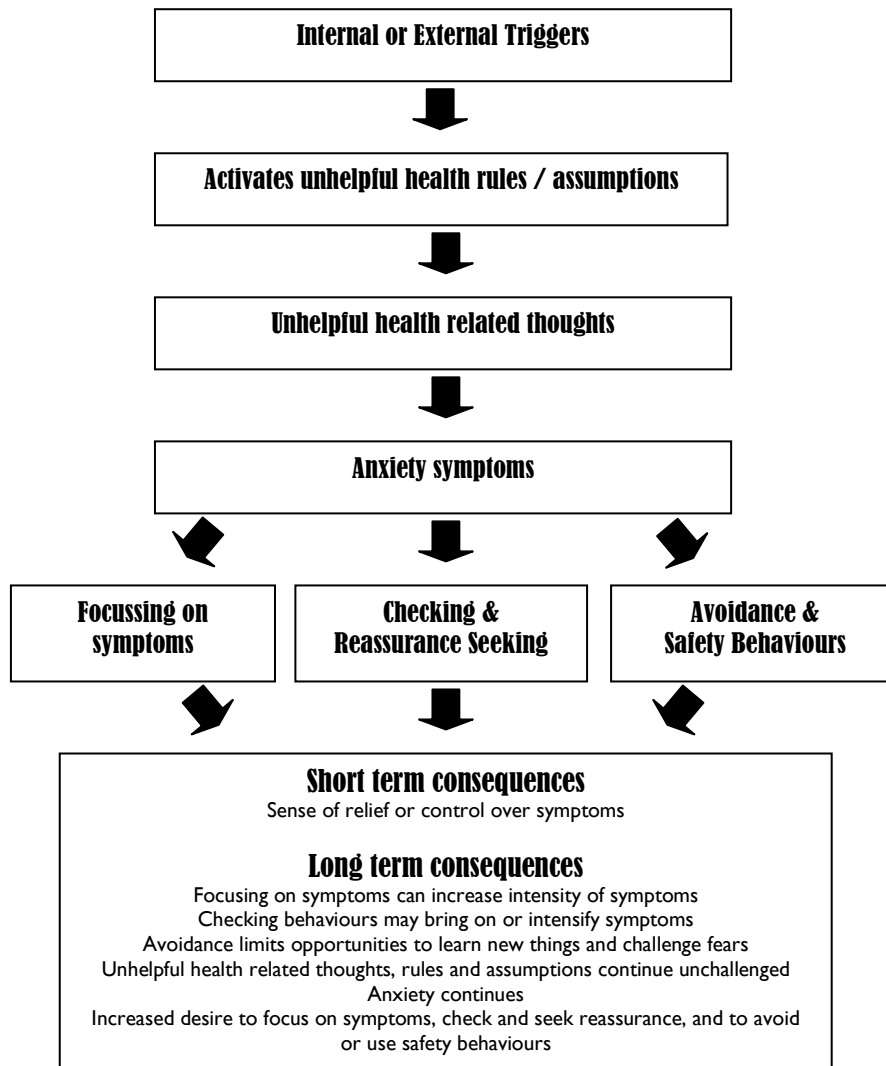 Internal or External Triggers
Activates unhelpful health rules / assumptions
Unhelpful health related thoughts
Anxiety symptoms
Focussing on
symptoms
Checking &
Reassurance Seeking
Avoidance &
Safety Behaviours
Short term consequences
Sense of relief or control over symptoms
Long term consequences
Focusing on symptoms can increase intensity of symptoms
Checking behaviours may bring on or intensify symptoms
Avoidance limits opportunities to learn new things and challenge fears
Unhelpful health related thoughts, rules and assumptions continue unchallenged
Anxiety continues
Increased desire to focus on symptoms, check and seek reassurance, and to avoid
or use safety behaviours